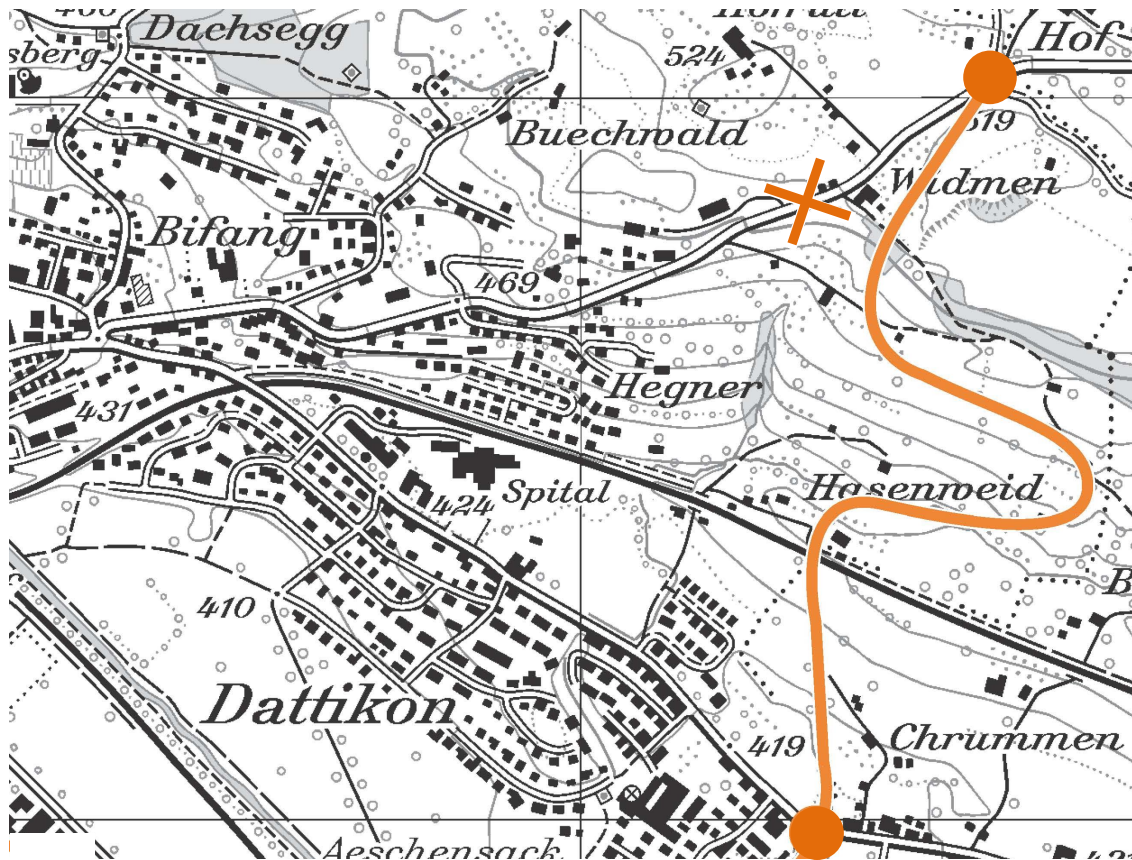 Dachsegg
Hof
sberg
524
Buechwald
519
Widmen
Bifang
469
Hegner
431
Spital
424
Hasenweid
410
Dattikon
419
Chrummen
B
Aeschensack